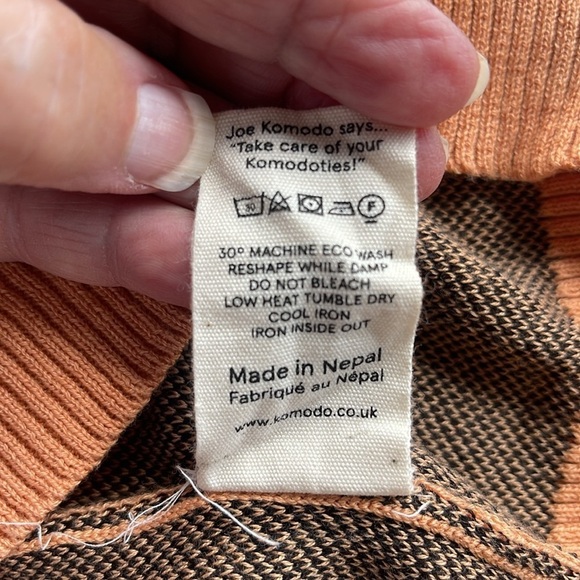 Joe Komodo says...
"Take care of your
Komodoties!"
30
F
30º MACHINE ECO WASH
RESHAPE WHILE DAMP
DO NOT BLEACH
LOW HEAT TUMBLE DRY
COOL IRON
IRON INSIDE OUT
Made in Nepal
Fabriqué au Népal
www.komodo.co.uk